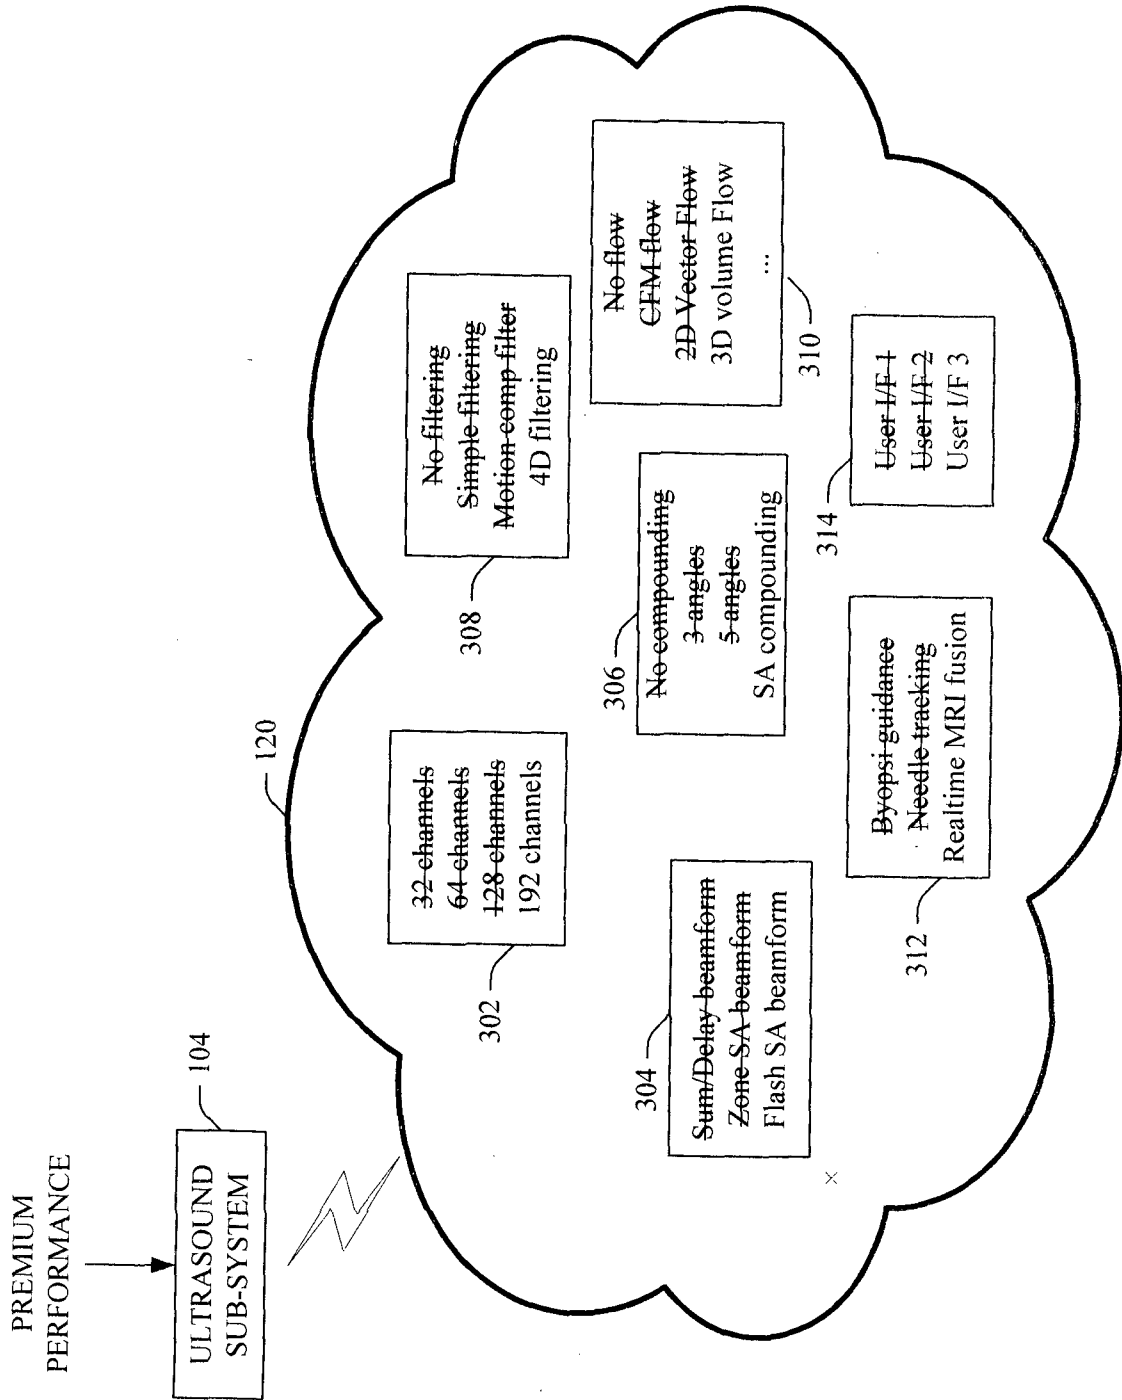 PREMIUM
PERFORMANCE
ULTRASOUND
SUB-SYSTEM
104
120
302
32 channels
64 channels
128 channels
192 channels
308
No filtering
Simple filtering
Motion comp filter
4D filtering
304
Sum/Delay beamform
Zone SA beamform
Flash SA beamform
306
No compounding
3 angles
5 angles
SA compounding
310
No flow
CFM flow
2D Vector Flow
3D volume Flow
...
312
Byopsi guidance
Needle tracking
Realtime MRI fusion
314
User I/F 1
User I/F 2
User I/F 3